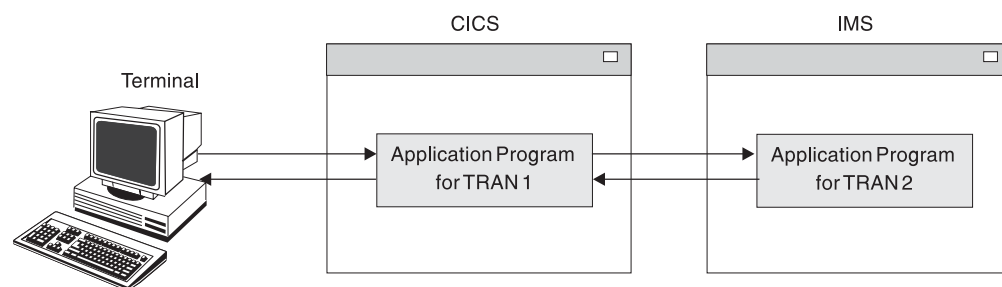 CICS
IMS
Terminal
Application Program
for TRAN 1
Application Program
for TRAN 2